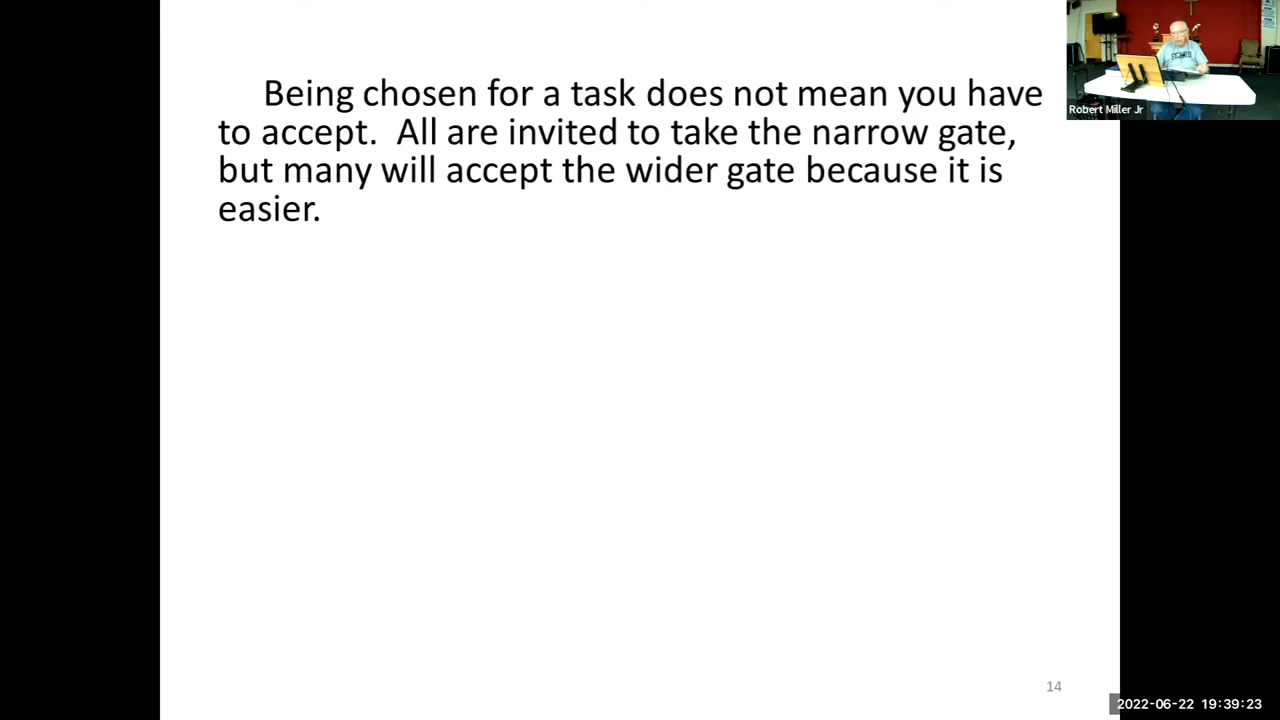 Being chosen for a task does not mean you have
to accept.  All are invited to take the narrow gate,
but many will accept the wider gate because it is
easier.
Robert Miller Jr
14
2022-06-22 19:39:23